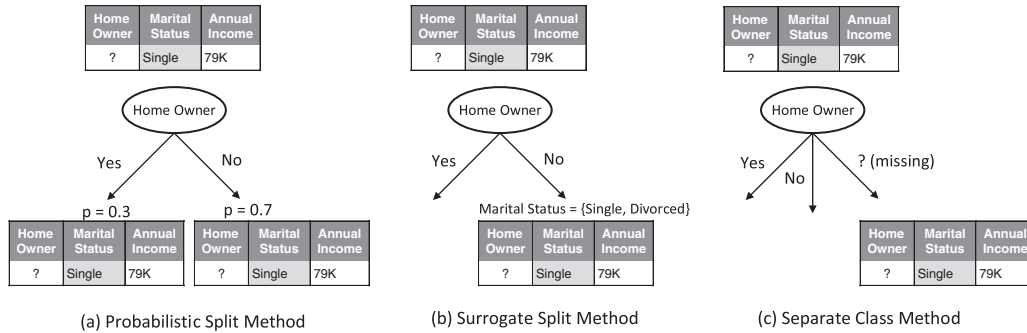 Home Owner Marital Status Annual Income
? Single 79K
Home Owner
Yes No
p = 0.3 p = 0.7
Home Owner Marital Status Annual Income Home Owner Marital Status Annual Income
? Single 79K ? Single 79K
(a) Probabilistic Split Method
Home Owner Marital Status Annual Income
? Single 79K
Home Owner
Yes No
Marital Status = {Single, Divorced}
Home Owner Marital Status Annual Income
? Single 79K
(b) Surrogate Split Method
Home Owner Marital Status Annual Income
? Single 79K
Home Owner
Yes No ? (missing)
Home Owner Marital Status Annual Income
? Single 79K
(c) Separate Class Method